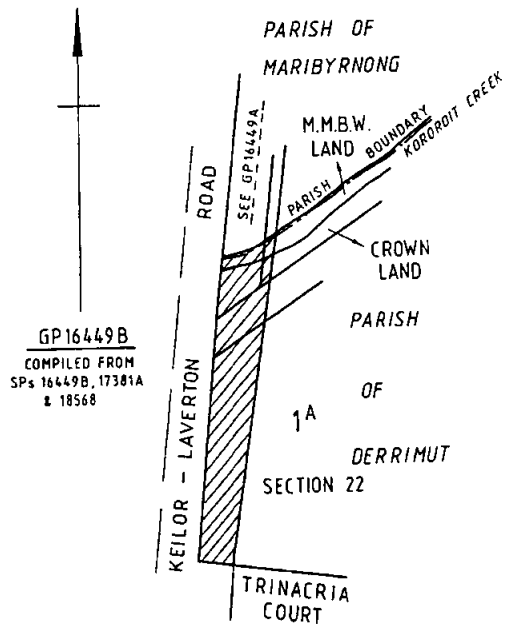 PARISH OF
MARIBYRNONG
M.M.B.W.
LAND
PARISH BOUNDARY
KOROROIT CREEK
SEE GP16449A
KEILOR - LAVERTON ROAD
CROWN
LAND
GP16449B
COMPILED FROM
SPs 16449B, 17381A
& 18568
PARISH
OF
DERRIMUT
1A
SECTION 22
TRINACRIA
COURT